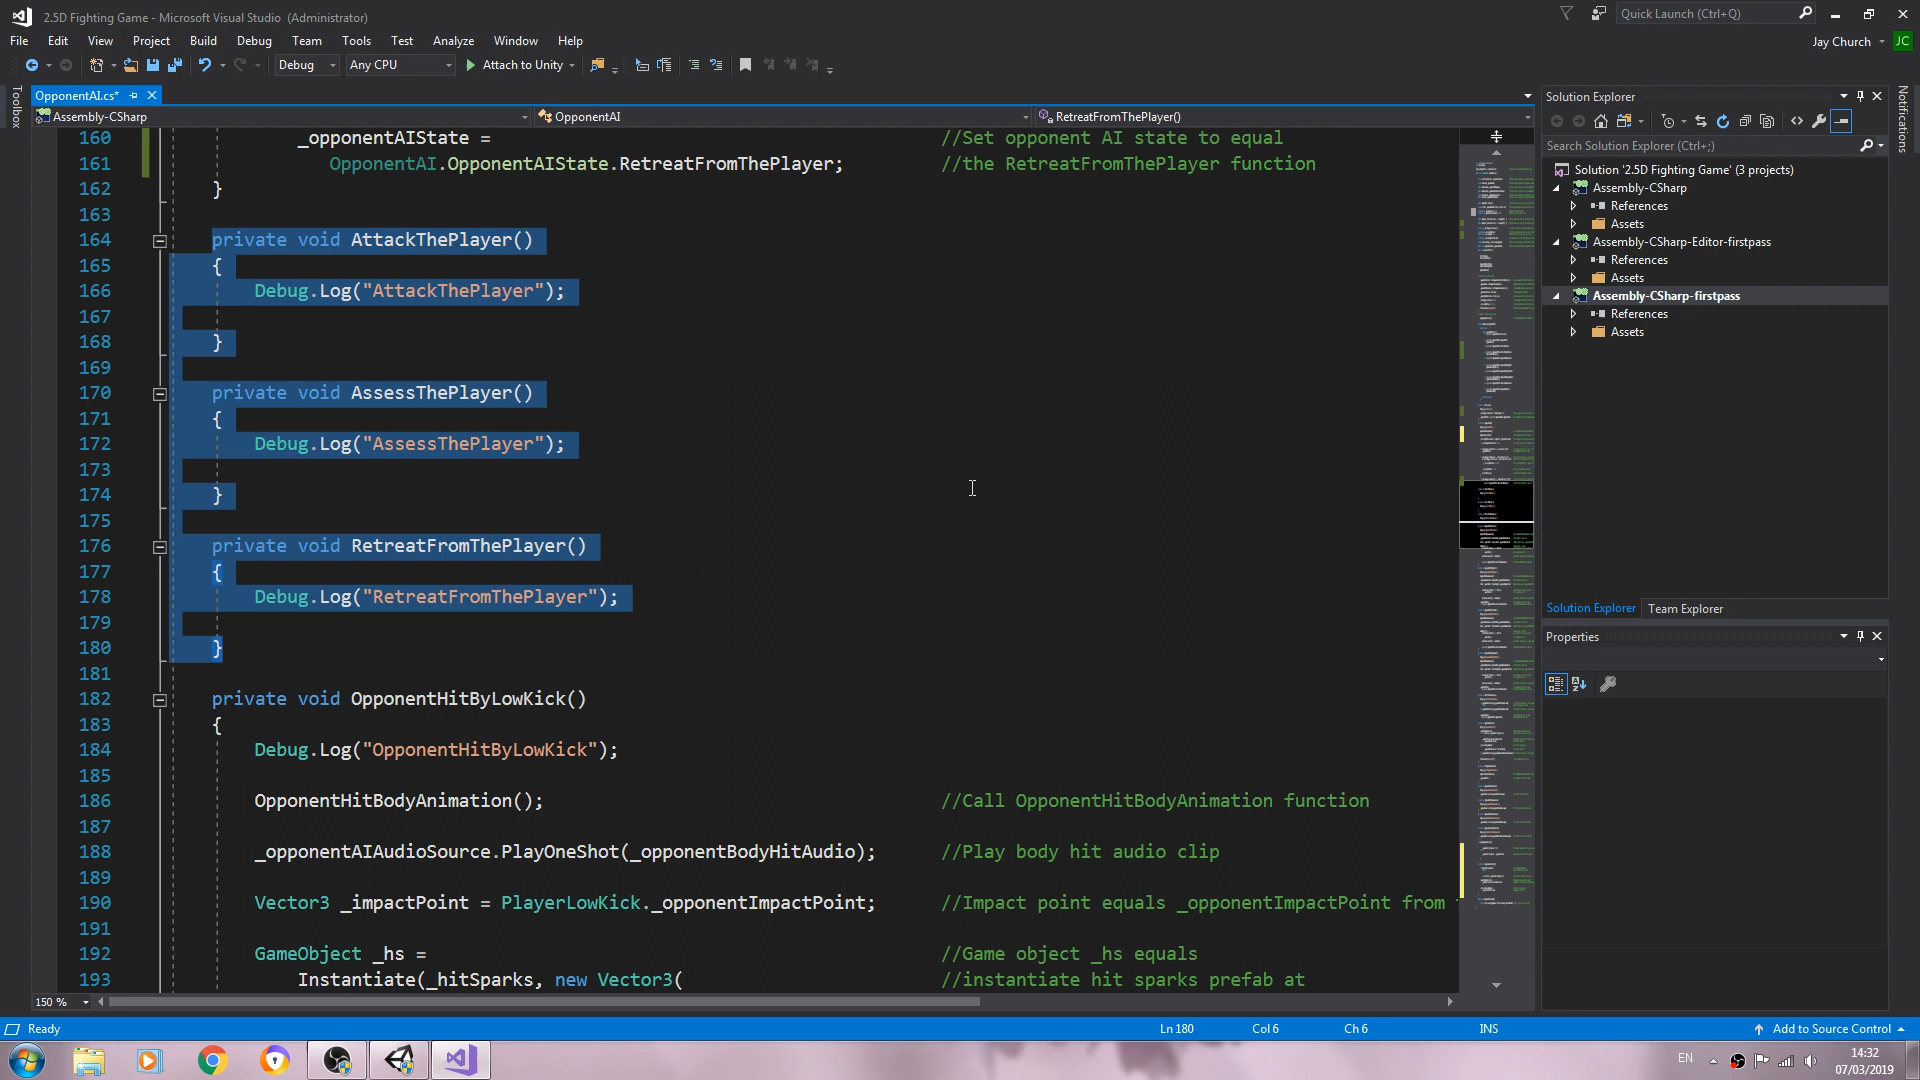 2.5D Fighting Game - Microsoft Visual Studio (Administrator)
Quick Launch (Ctrl+Q)
File Edit View Project Build Debug Team Tools Test Analyze Window Help
Jay Church JC
Debug Any CPU Attach to Unity
Toolbox
OpponentAI.cs*
Assembly-CSharp OpponentAI RetreatFromThePlayer()
160 _opponentAIState = //Set opponent AI state to equal
161 OpponentAI.OpponentAIState.RetreatFromThePlayer; //the RetreatFromThePlayer function
162 }
163
164 private void AttackThePlayer()
165 {
166 Debug.Log("AttackThePlayer");
167
168 }
169
170 private void AssessThePlayer()
171 {
172 Debug.Log("AssessThePlayer");
173
174 }
175
176 private void RetreatFromThePlayer()
177 {
178 Debug.Log("RetreatFromThePlayer");
179
180 }
181
182 private void OpponentHitByLowKick()
183 {
184 Debug.Log("OpponentHitByLowKick");
185
186 OpponentHitBodyAnimation(); //Call OpponentHitBodyAnimation function
187
188 _opponentAIAudioSource.PlayOneShot(_opponentBodyHitAudio); //Play body hit audio clip
189
190 Vector3 _impactPoint = PlayerLowKick._opponentImpactPoint; //Impact point equals _opponentImpactPoint from
191
192 GameObject _hs = //Game object _hs equals
193 Instantiate(_hitSparks, new Vector3( //instantiate hit sparks prefab at
150 %
Solution Explorer
Search Solution Explorer (Ctrl+;)
Solution '2.5D Fighting Game' (3 projects)
Assembly-CSharp
References
Assets
Assembly-CSharp-Editor-firstpass
References
Assets
Assembly-CSharp-firstpass
References
Assets
Solution Explorer Team Explorer
Properties
Notifications
Ready Ln 180 Col 6 Ch 6 INS Add to Source Control
EN
14:32
07/03/2019